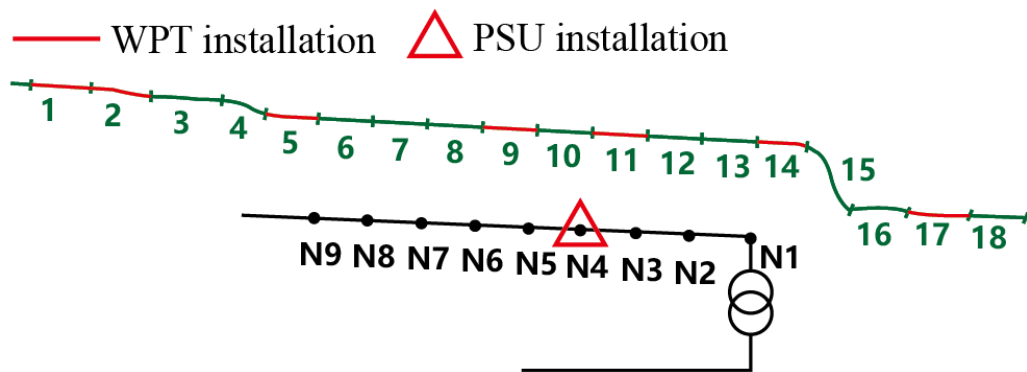 WPT installation PSU installation
1 2 3 4 5 6 7 8 9 10 11 12 13 14 15
16 17 18
N9 N8 N7 N6 N5 N4 N3 N2 N1